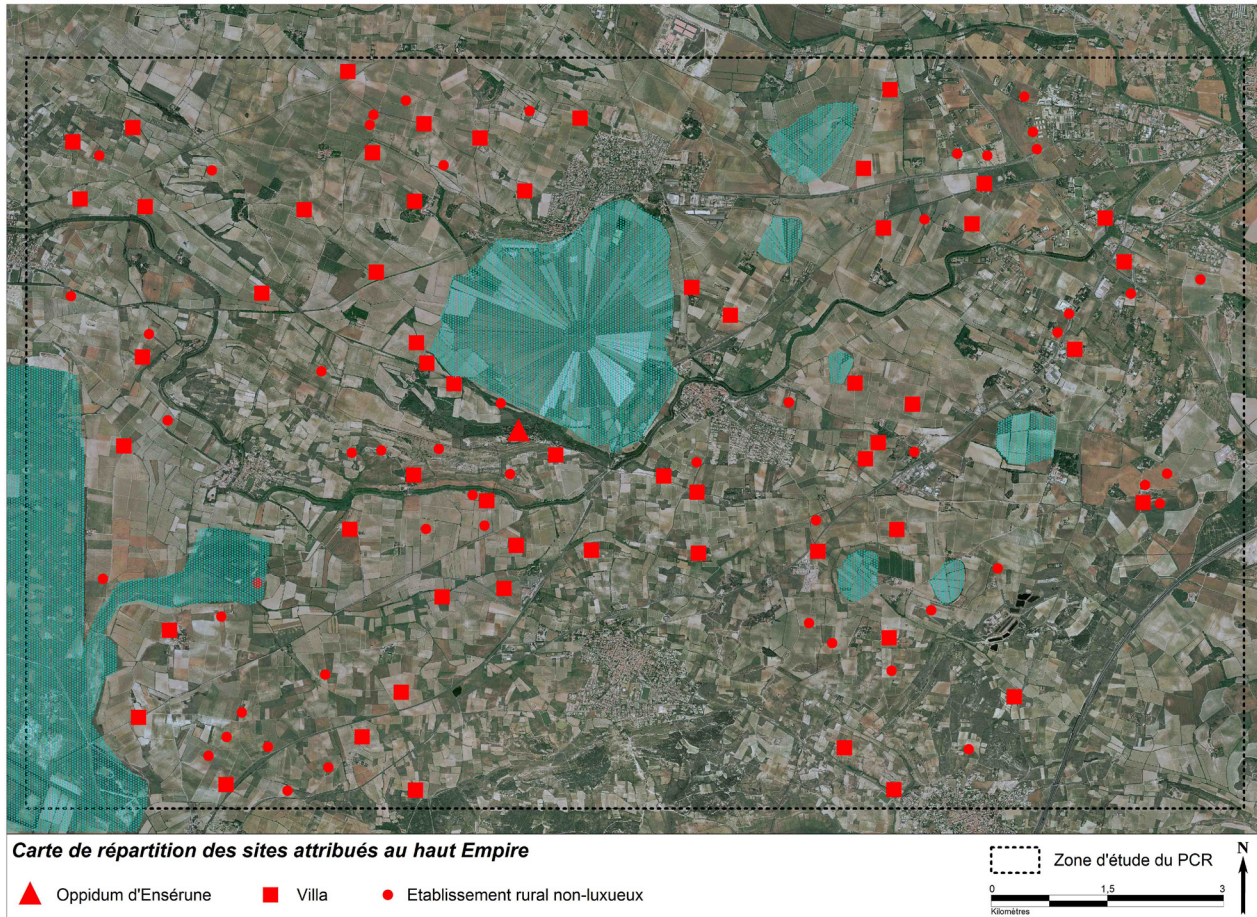 Carte de répartition des sites attribués au haut Empire
Oppidum d'Ensérune
Villa
Etablissement rural non-luxueux
Zone d'étude du PCR
0 1,5 3
Kilomètres
N